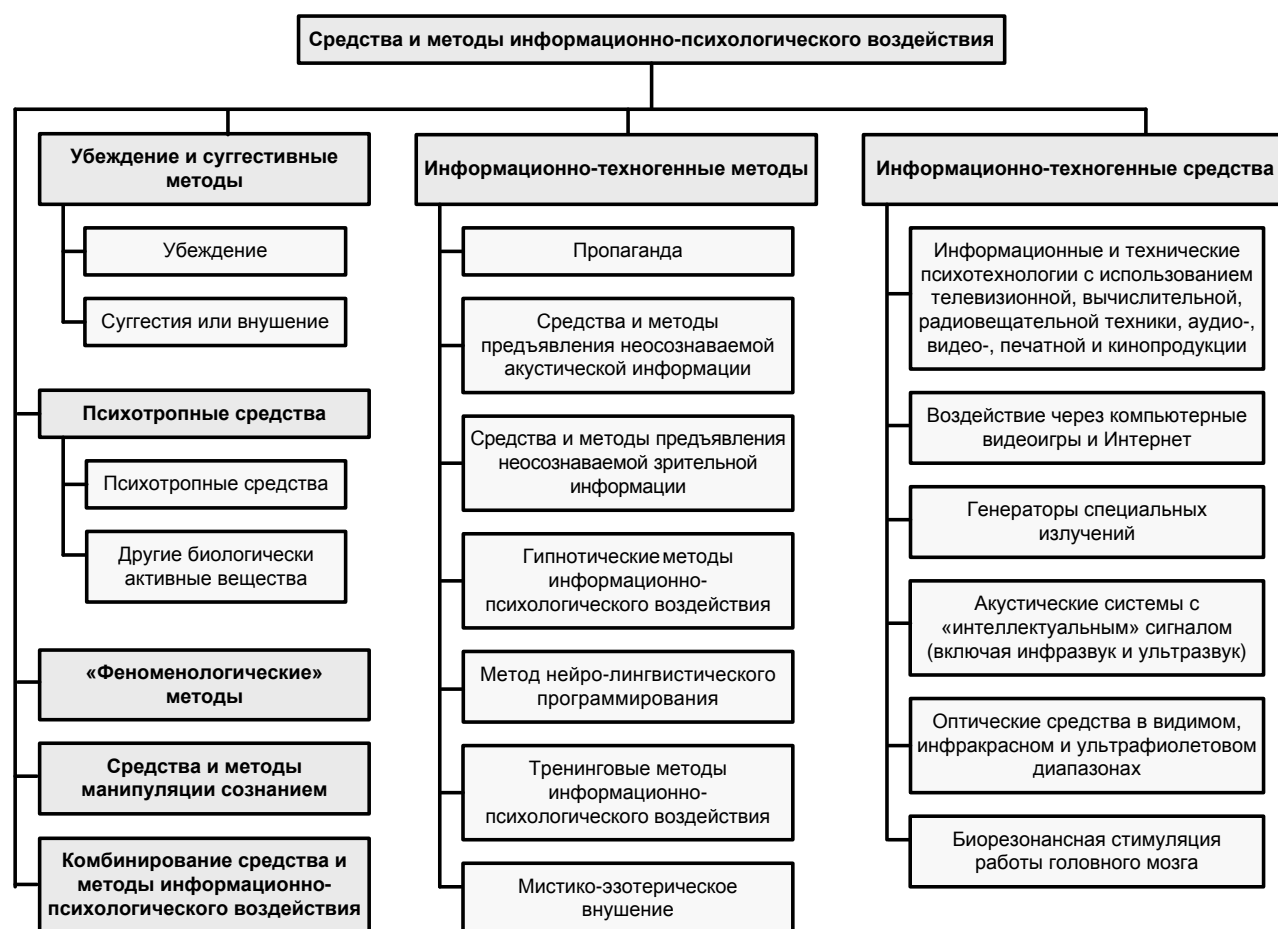 Средства и методы информационно-психологического воздействия
Убеждение и суггестивные
методы
Убеждение
Суггестия или внушение
Психотропные средства
Психотропные средства
Другие биологически
активные вещества
«Феноменологические»
методы
Средства и методы
манипуляции сознанием
Комбинирование средства и
методы информационно-
психологического воздействия
Информационно-техногенные методы
Пропаганда
Средства и методы
предъявления неосознаваемой
акустической информации
Средства и методы предъявления
неосознаваемой зрительной
информации
Гипнотические методы
информационно-
психологического воздействия
Метод нейро-лингвистического
программирования
Тренинговые методы
информационно-
психологического воздействия
Мистико-эзотерическое
внушение
Информационно-техногенные средства
Информационные и технические
психотехнологии с использованием
телевизионной, вычислительной,
радиовещательной техники, аудио-,
видео-, печатной и кинопродукции
Воздействие через компьютерные
видеоигры и Интернет
Генераторы специальных
излучений
Акустические системы с
«интеллектуальным» сигналом
(включая инфразвук и ультразвук)
Оптические средства в видимом,
инфракрасном и ультрафиолетовом
диапазонах
Биорезонансная стимуляция
работы головного мозга